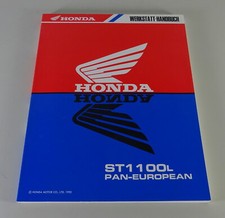 HONDA
WERKSTATT-HANDBUCH
HONDA
HONDA
ST1100L
PAN-EUROPEAN